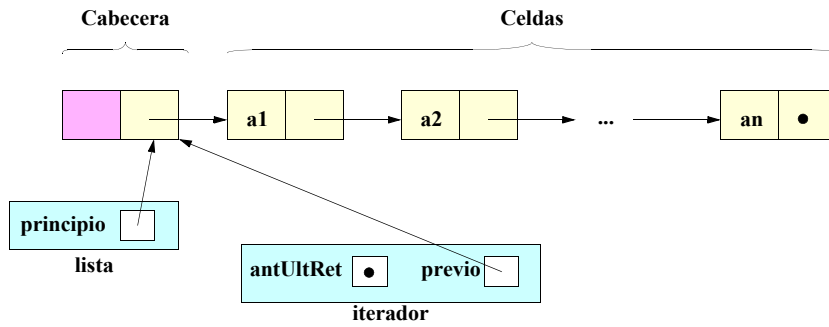 Cabecera
Celdas
a1
a2
...
an
principio
lista
antUltRet
previo
iterador